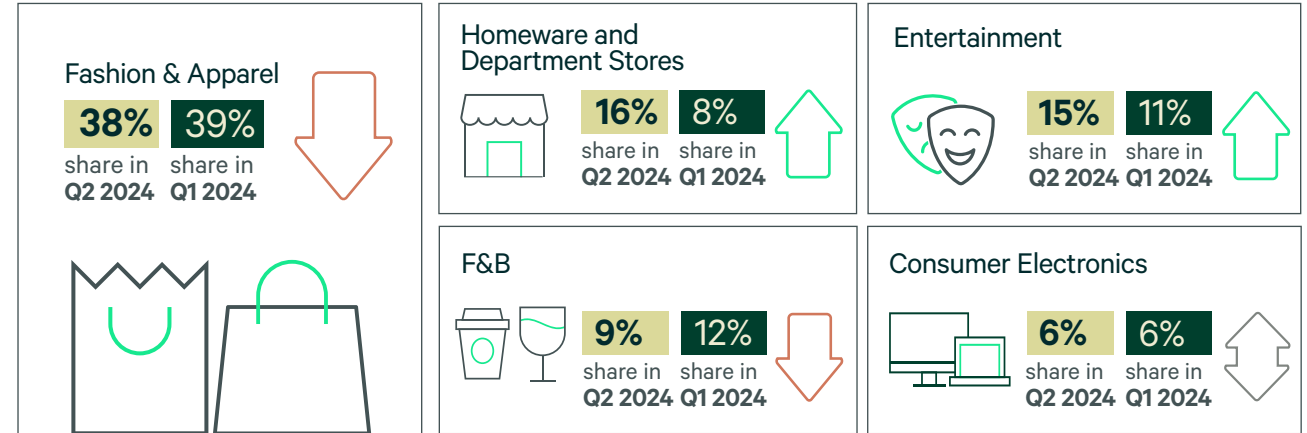 Fashion & Apparel
38% 39%
share in share in
Q2 2024 Q1 2024
Homeware and
Department Stores
16% 8%
share in share in
Q2 2024 Q1 2024
Entertainment
15% 11%
share in share in
Q2 2024 Q1 2024
F&B
9% 12%
share in share in
Q2 2024 Q1 2024
Consumer Electronics
6% 6%
share in share in
Q2 2024 Q1 2024